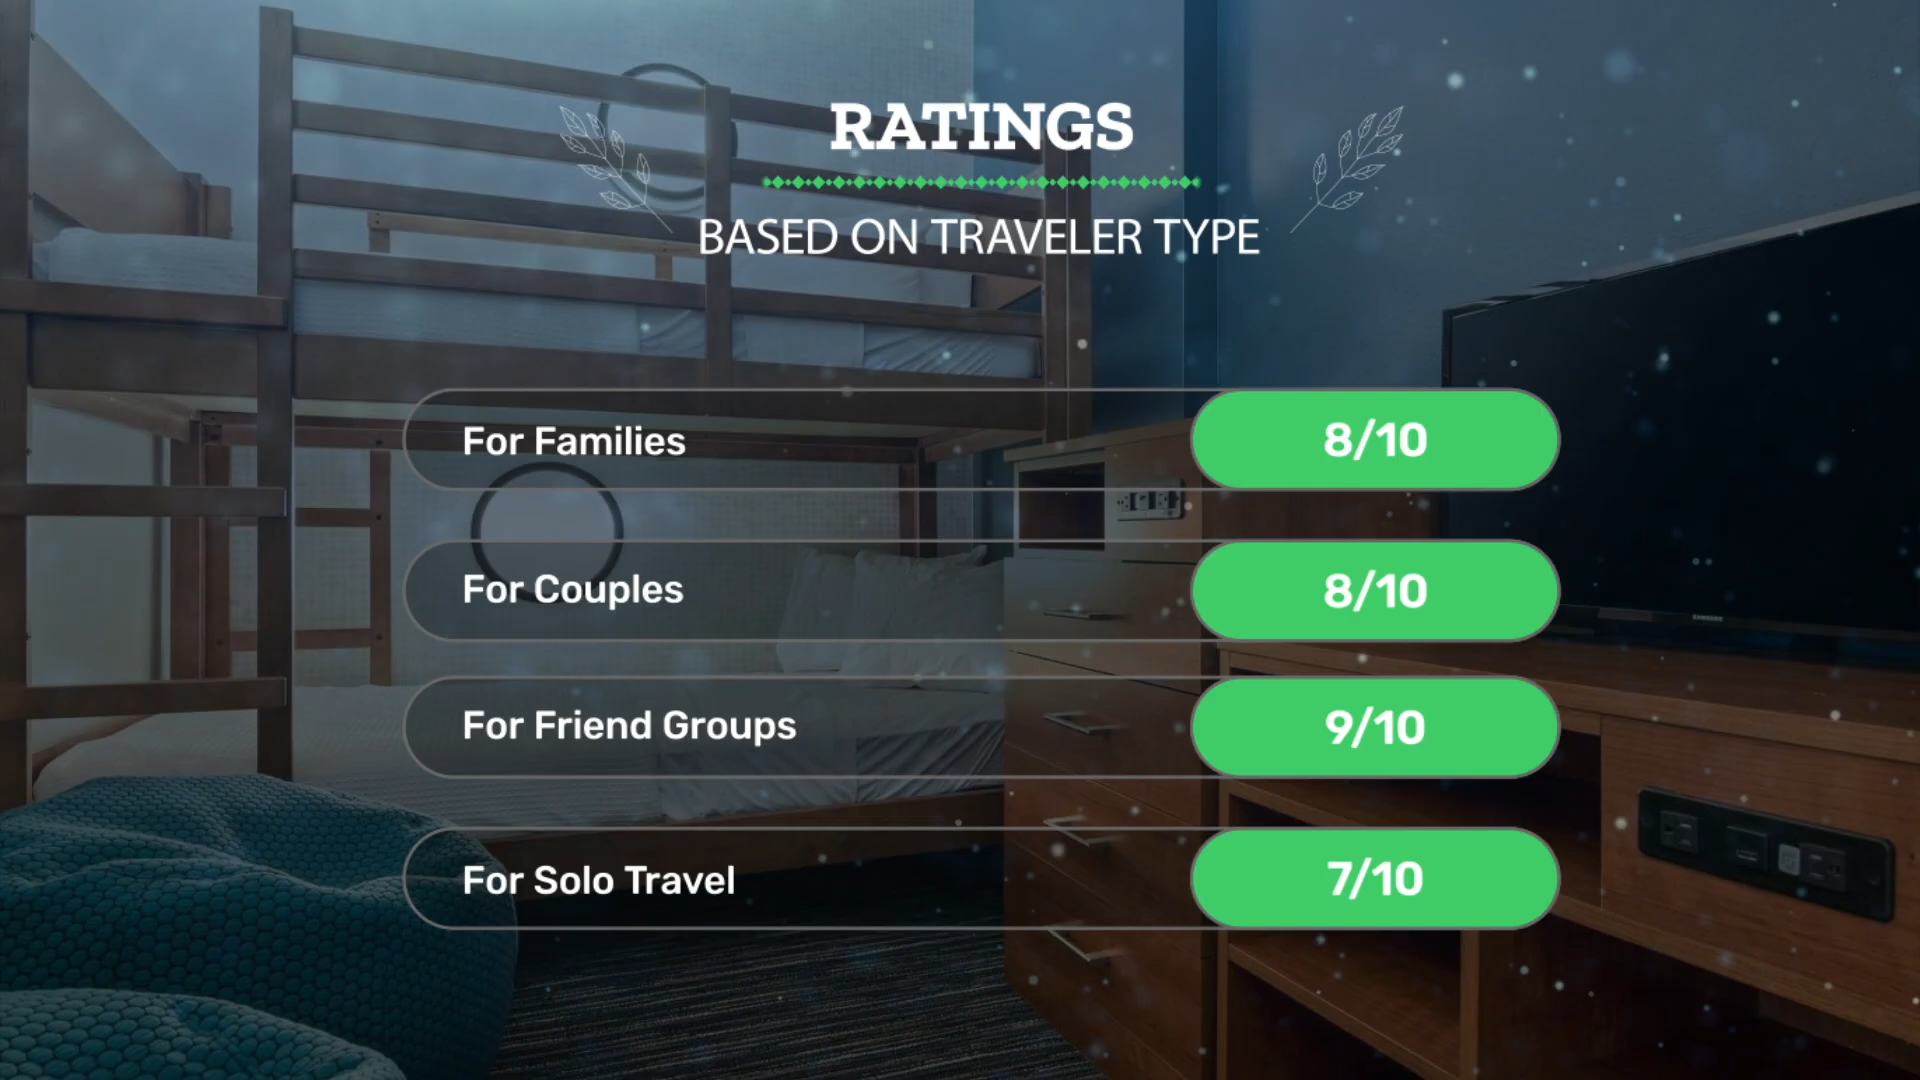 RATINGS
BASED ON TRAVELER TYPE
For Families 8/10
For Couples 8/10
For Friend Groups 9/10
For Solo Travel 7/10
SAMSUNG